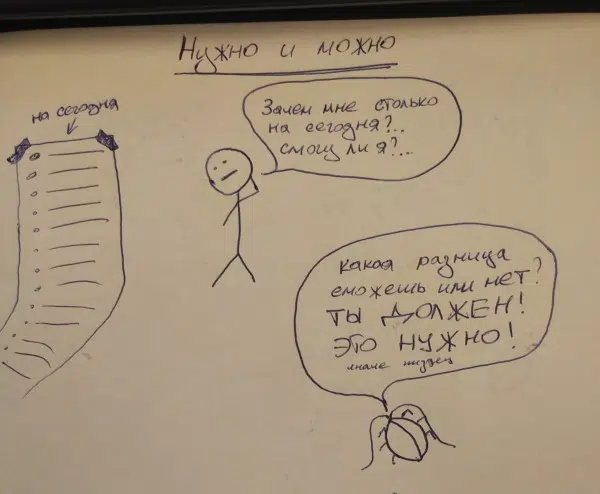 Нужно и можно
на сегодня
Зачем мне столько
на сегодня?...
смогу ли я?...
какая разница
сможешь или нет?
ТЫ ДОЛЖЕН!
ЭТО НУЖНО!
иначе пиздец